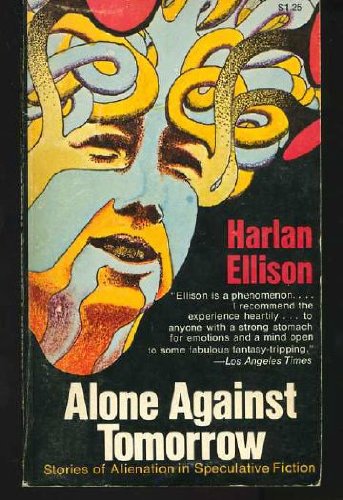 $1.25
Harlan
Ellison
"Ellison is a phenomenon. . . .
I recommend the
experience heartily . . . to
anyone with a strong stomach
for emotions and a mind open
to some fabulous fantasy-tripping."
—Los Angeles Times
Alone Against
Tomorrow
Stories of Alienation in Speculative Fiction